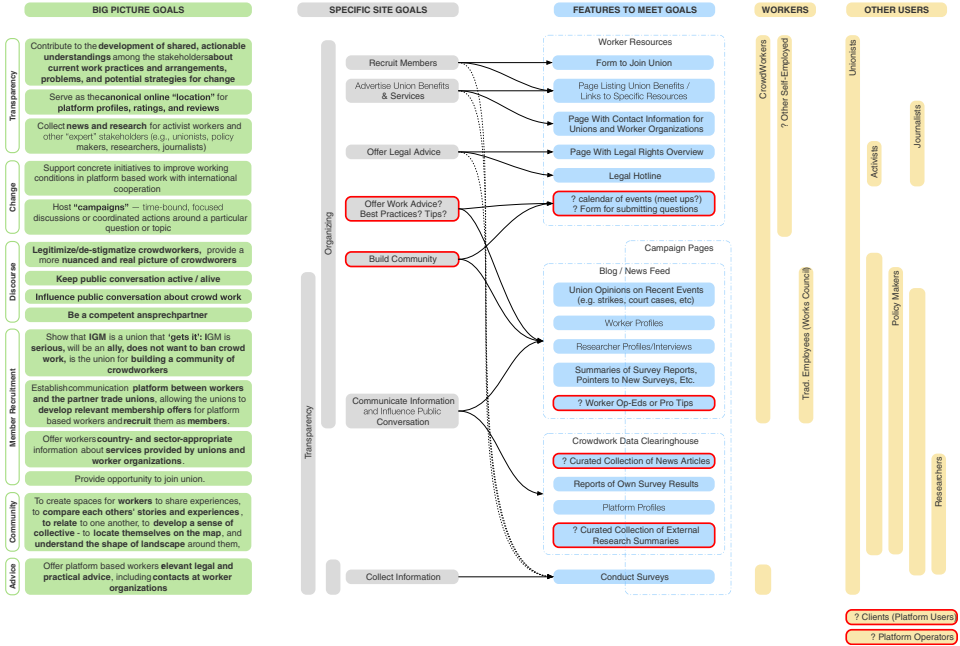 BIG PICTURE GOALS
SPECIFIC SITE GOALS
FEATURES TO MEET GOALS
WORKERS
OTHER USERS
Transparency
Contribute to the development of shared, actionable
understandings among the stakeholders about
current work practices and arrangements,
problems, and potential strategies for change
Serve as the canonical online “location” for
platform profiles, ratings, and reviews
Collect news and research for activist workers and
other “expert” stakeholders (e.g., unionists, policy
makers, researchers, journalists)
Change
Support concrete initiatives to improve working
conditions in platform based work with international
cooperation
Host “campaigns” — time-bound, focused
discussions or coordinated actions around a particular
question or topic
Discourse
Legitimize/de-stigmatize crowdworkers, provide a
more nuanced and real picture of crowdworers
Keep public conversation active / alive
Influence public conversation about crowd work
Be a competent ansprechpartner
Member Recruitment
Show that IGM is a union that ‘gets it’: IGM is
serious, will be an ally, does not want to ban crowd
work, is the union for building a community of
crowdworkers
Establish communication platform between workers
and the partner trade unions, allowing the unions to
develop relevant membership offers for platform
based workers and recruit them as members.
Offer workers country- and sector-appropriate
information about services provided by unions and
worker organizations.
Provide opportunity to join union.
Community
To create spaces for workers to share experiences,
to compare each others’ stories and experiences,
to relate to one another, to develop a sense of
collective - to locate themselves on the map, and
understand the shape of landscape around them,
Advice
Offer platform based workers elevant legal and
practical advice, including contacts at worker
organizations
Transparency
Organizing
Recruit Members
Advertise Union Benefits
& Services
Offer Legal Advice
Offer Work Advice?
Best Practices? Tips?
Build Community
Communicate Information
and Influence Public
Conversation
Collect Information
Worker Resources
Form to Join Union
Page Listing Union Benefits /
Links to Specific Resources
Page With Contact Information for
Unions and Worker Organizations
Page With Legal Rights Overview
Legal Hotline
? calendar of events (meet ups?)
? Form for submitting questions
Campaign Pages
Blog / News Feed
Union Opinions on Recent Events
(e.g. strikes, court cases, etc)
Worker Profiles
Researcher Profiles/Interviews
Summaries of Survey Reports,
Pointers to New Surveys, Etc.
? Worker Op-Eds or Pro Tips
Crowdwork Data Clearinghouse
? Curated Collection of News Articles
Reports of Own Survey Results
Platform Profiles
? Curated Collection of External
Research Summaries
Conduct Surveys
CrowdWorkers
? Other Self-Employed
Trad. Employees (Works Council)
Unionists
Activists
Policy Makers
Journalists
Researchers
? Clients (Platform Users)
? Platform Operators